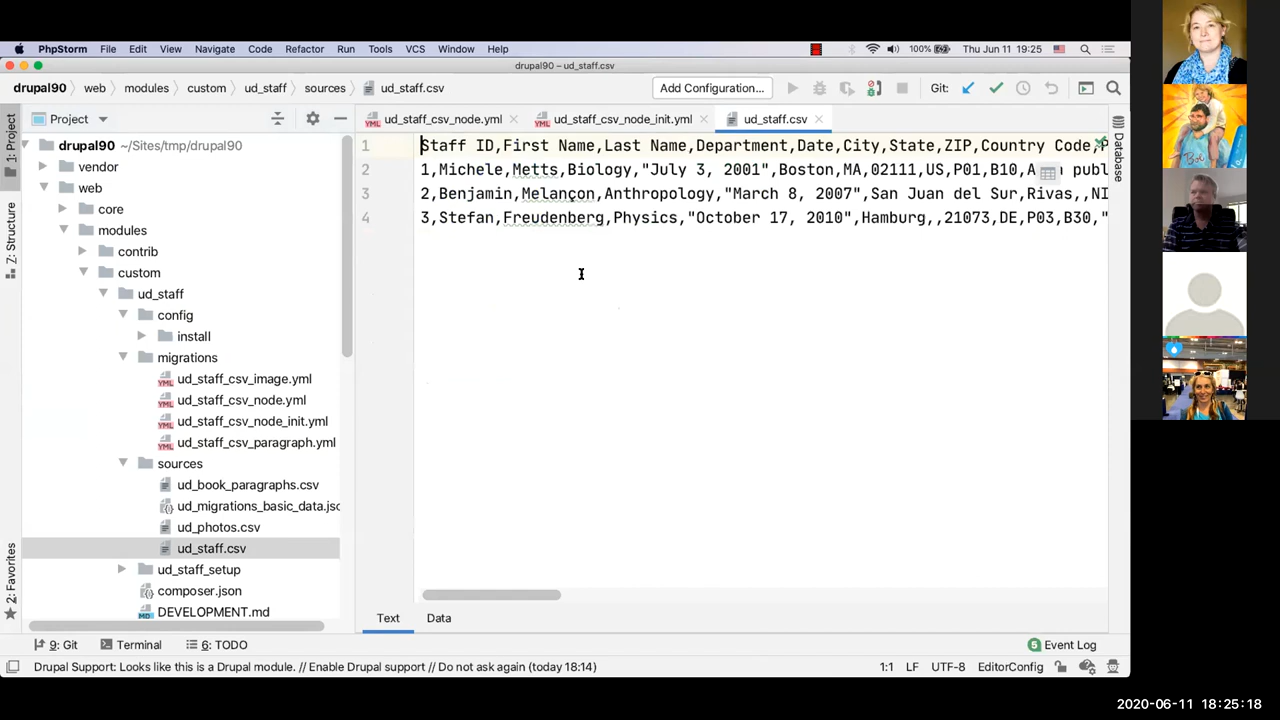 PhpStorm File Edit View Navigate Code Refactor Run Tools VCS Window Help 100% Thu Jun 11 19:25
drupal90 – ud_staff.csv
drupal90 web modules custom ud_staff sources ud_staff.csv Add Configuration... Git:
Project
ud_staff_csv_node.yml ud_staff_csv_node_init.yml ud_staff.csv
1: Project
Z: Structure
2: Favorites
Database
drupal90 ~/Sites/tmp/drupal90
vendor
web
core
modules
contrib
custom
ud_staff
config
install
migrations
ud_staff_csv_image.yml
ud_staff_csv_node.yml
ud_staff_csv_node_init.yml
ud_staff_csv_paragraph.yml
sources
ud_book_paragraphs.csv
ud_migrations_basic_data.jsc
ud_photos.csv
ud_staff.csv
ud_staff_setup
composer.json
DEVELOPMENT.md
1 Staff ID,First Name,Last Name,Department,Date,City,State,ZIP,Country Code,P
2 1,Michele,Metts,Biology,"July 3, 2001",Boston,MA,02111,US,P01,B10,A publ
3 2,Benjamin,Melançon,Anthropology,"March 8, 2007",San Juan del Sur,Rivas,,NI
4 3,Stefan,Freudenberg,Physics,"October 17, 2010",Hamburg,,21073,DE,P03,B30,"
Text Data
9: Git Terminal 6: TODO 5 Event Log
Drupal Support: Looks like this is a Drupal module. // Enable Drupal support // Do not ask again (today 18:14) 1:1 LF UTF-8 EditorConfig
2020-06-11 18:25:18